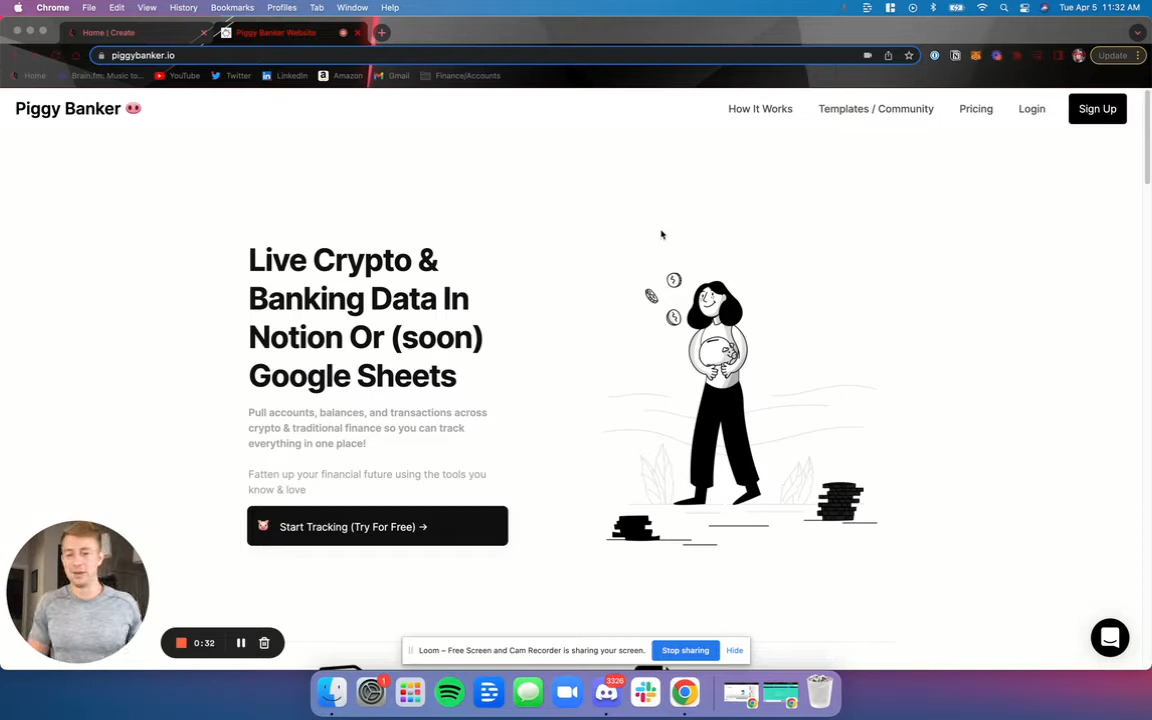 Chrome File Edit View History Bookmarks Profiles Tab Window Help
Tue Apr 5 11:32 AM
Home | Create
Piggy Banker Website
piggybanker.io
Update
Home
Brain.fm: Music to...
YouTube
Twitter
LinkedIn
Amazon
Gmail
Finance/Accounts
Piggy Banker
How It Works
Templates / Community
Pricing
Login
Sign Up
Live Crypto &
Banking Data In
Notion Or (soon)
Google Sheets
Pull accounts, balances, and transactions across
crypto & traditional finance so you can track
everything in one place!
Fatten up your financial future using the tools you
know & love
Start Tracking (Try For Free) →
0:32
Loom – Free Screen and Cam Recorder is sharing your screen.
Stop sharing
Hide
1
3326